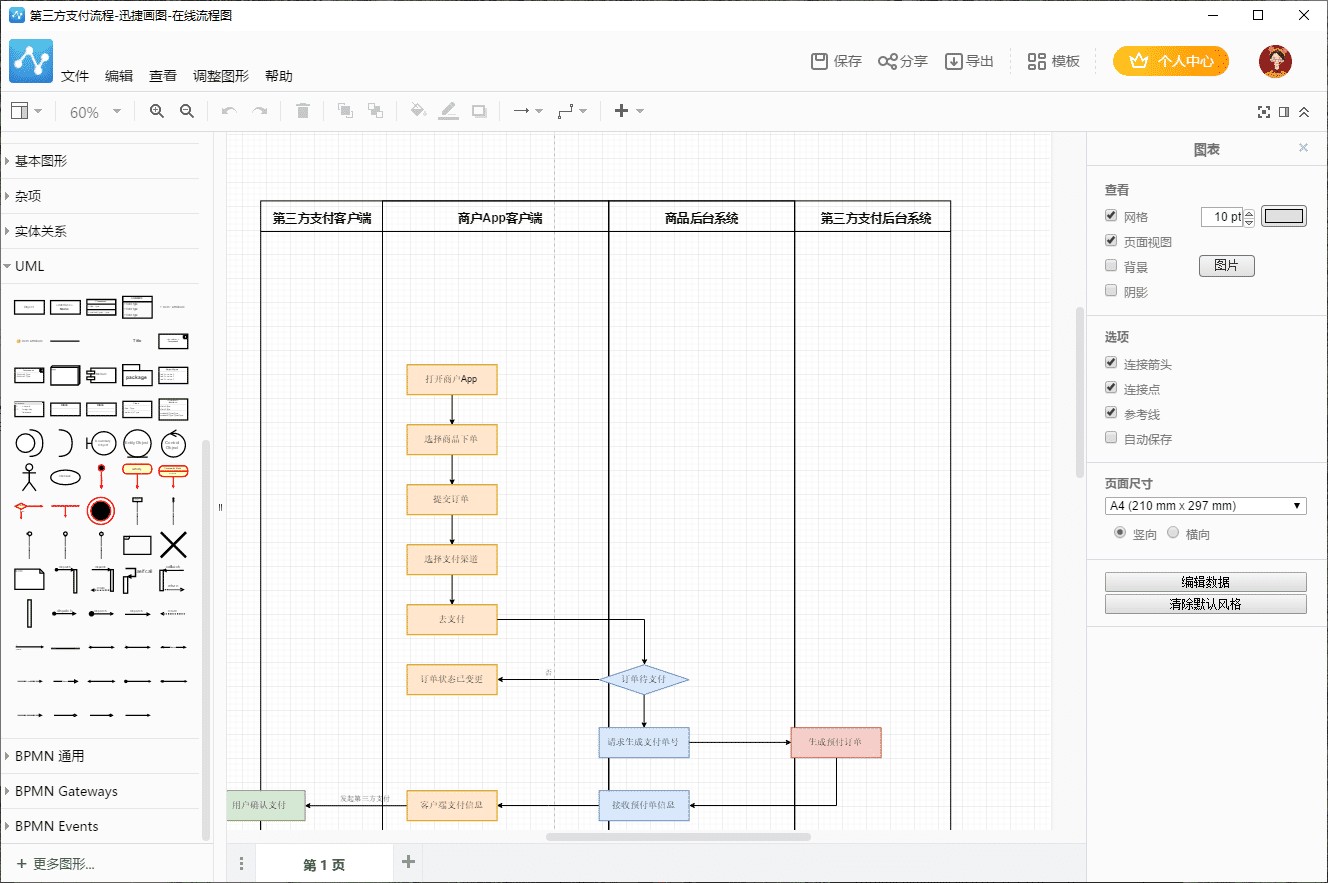 第三方支付流程-迅捷画图-在线流程图
文件 编辑 查看 调整图形 帮助
保存 分享 导出 模板 个人中心
60%
基本图形
杂项
实体关系
UML
Title
package
BPMN 通用
BPMN Gateways
BPMN Events
+ 更多图形...
第三方支付客户端 商户App客户端 商品后台系统 第三方支付后台系统
打开商户App
选择商品下单
提交订单
选择支付渠道
去支付
订单状态已变更 否 订单待支付
请求生成支付单号 生成预付订单
用户确认支付 发起第三方支付 客户端支付信息 接收预付单信息
第 1 页
图表
查看
网格 10 pt
页面视图
背景 图片
阴影
选项
连接箭头
连接点
参考线
自动保存
页面尺寸
A4 (210 mm x 297 mm)
竖向 横向
编辑数据
清除默认风格